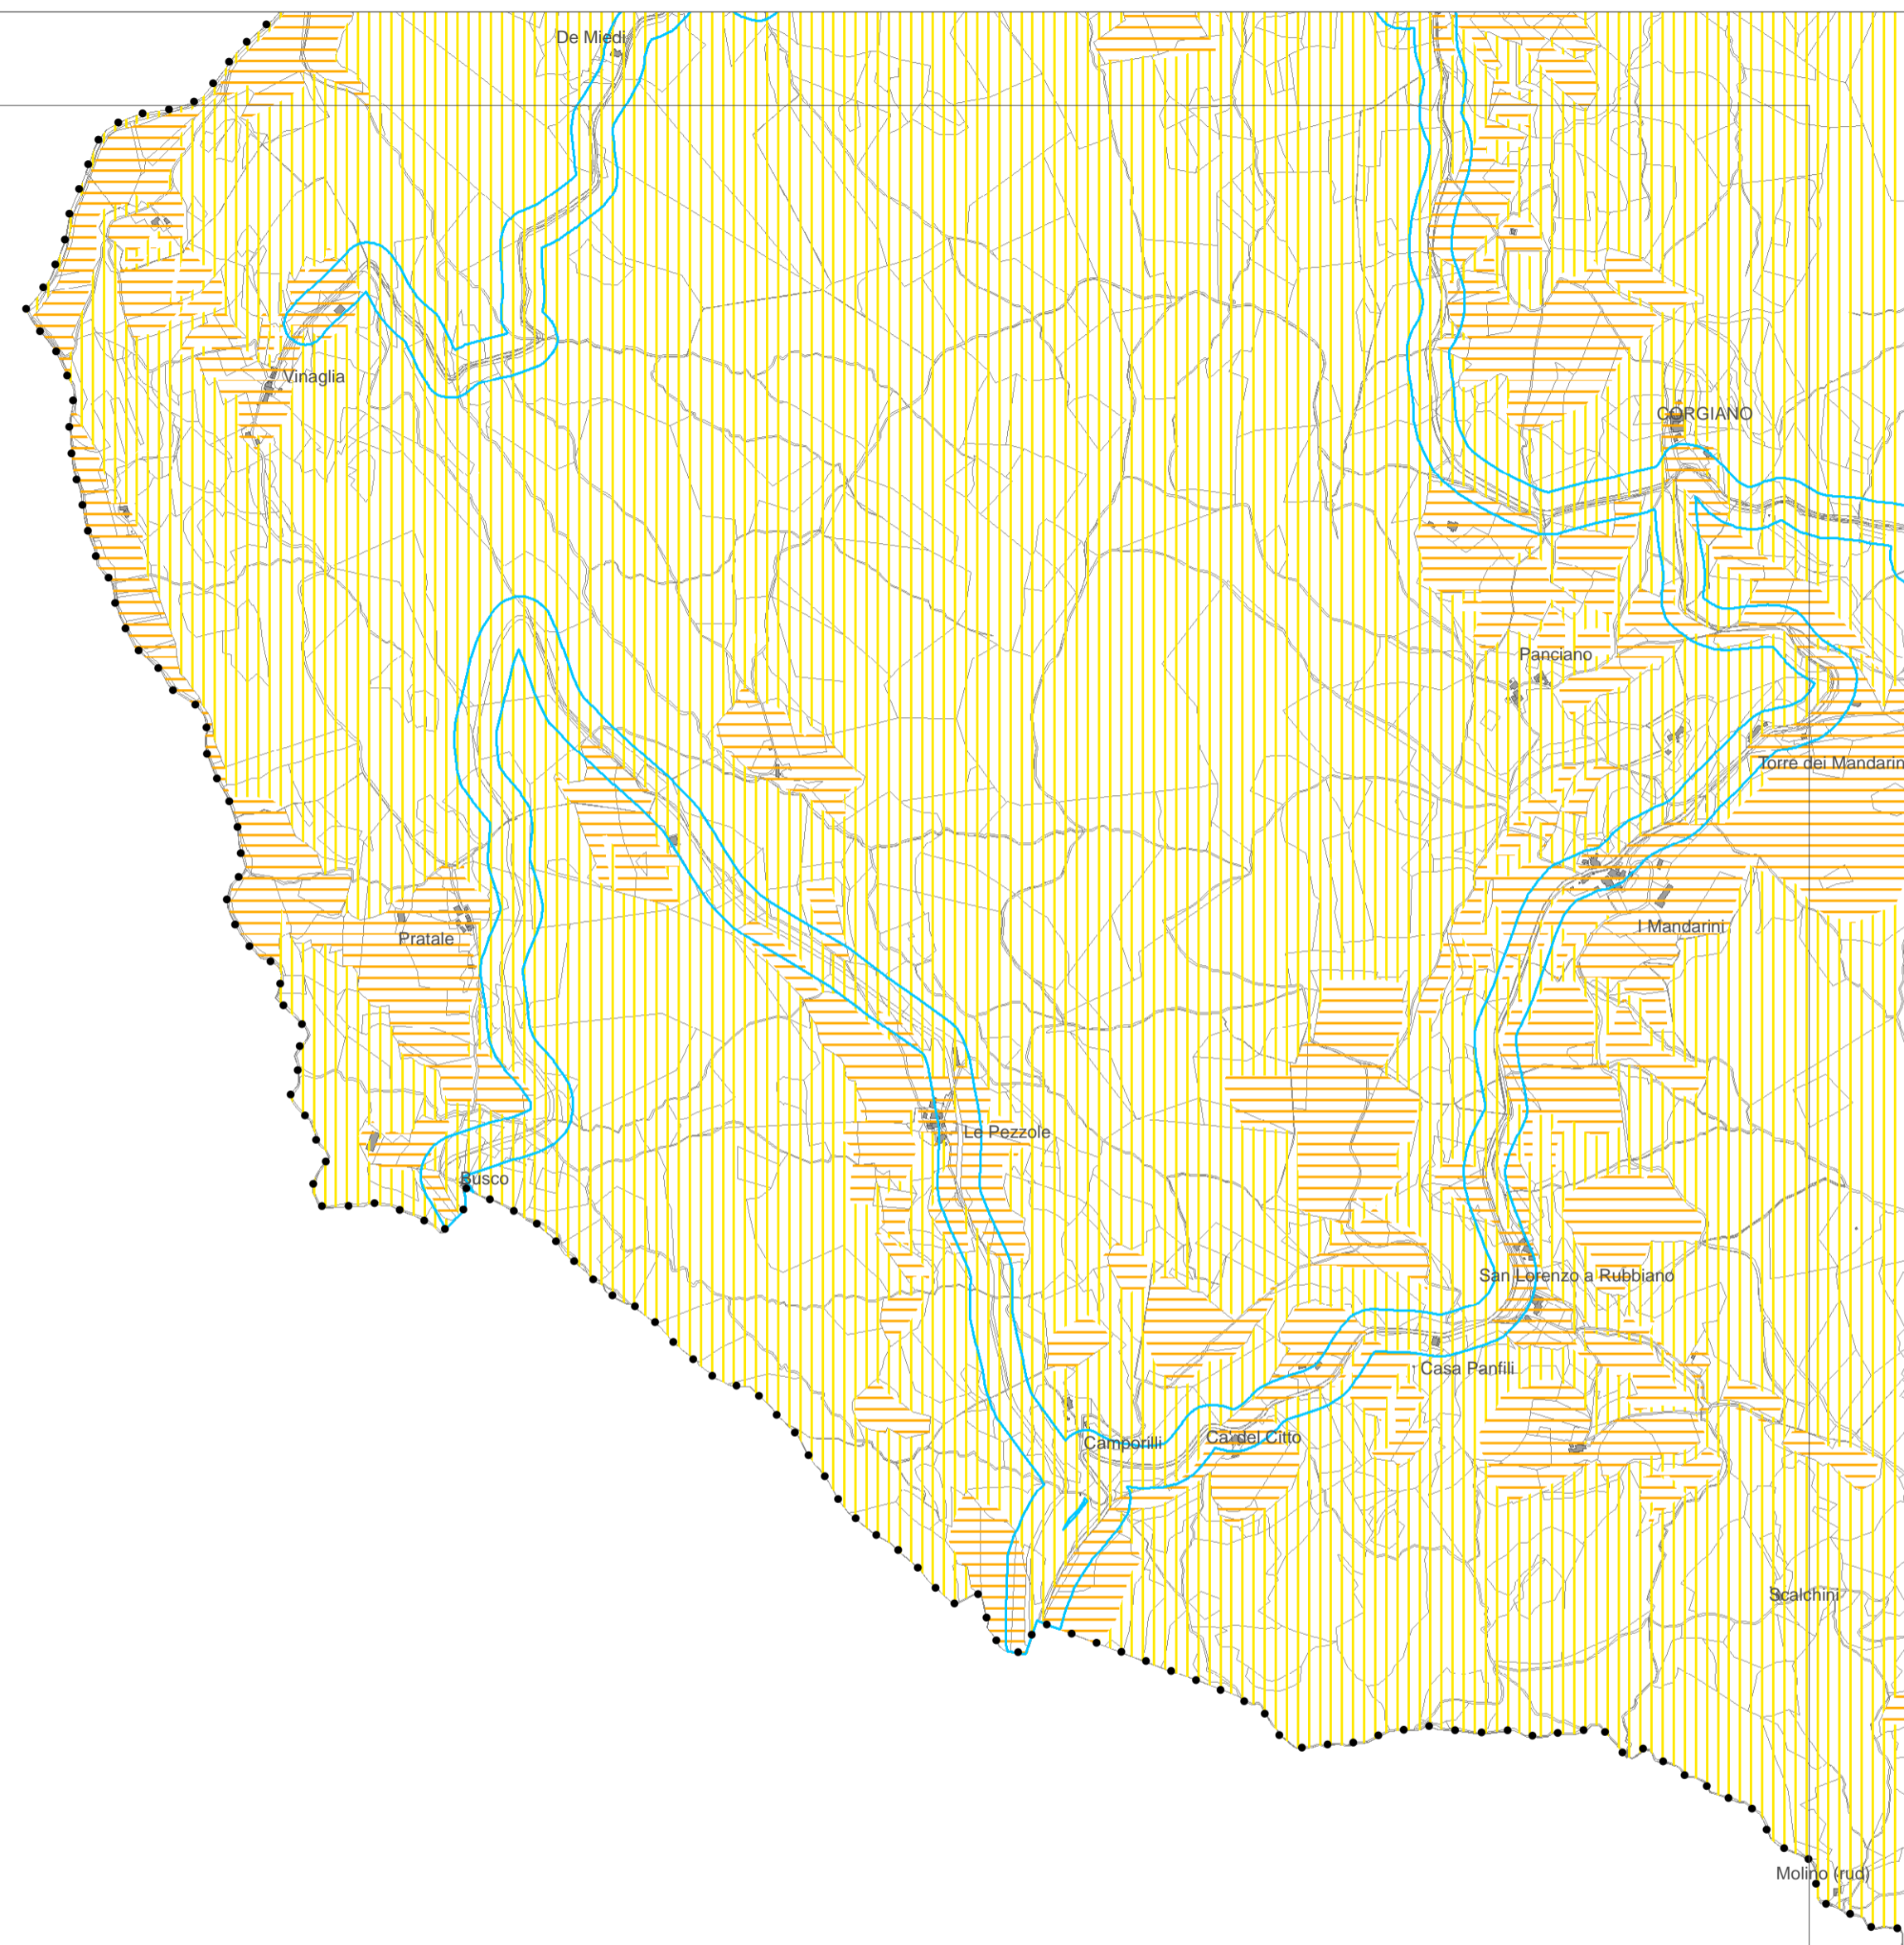 De Miedi
Vinaglia
CORGIANO
Panciano
Torre dei Mandarin
I Mandarini
Pratale
Le Pezzole
Busco
San Lorenzo a Rubbiano
Casa Panfili
Ca' del Citto
Camporilli
Scalchini
Molino (rud)